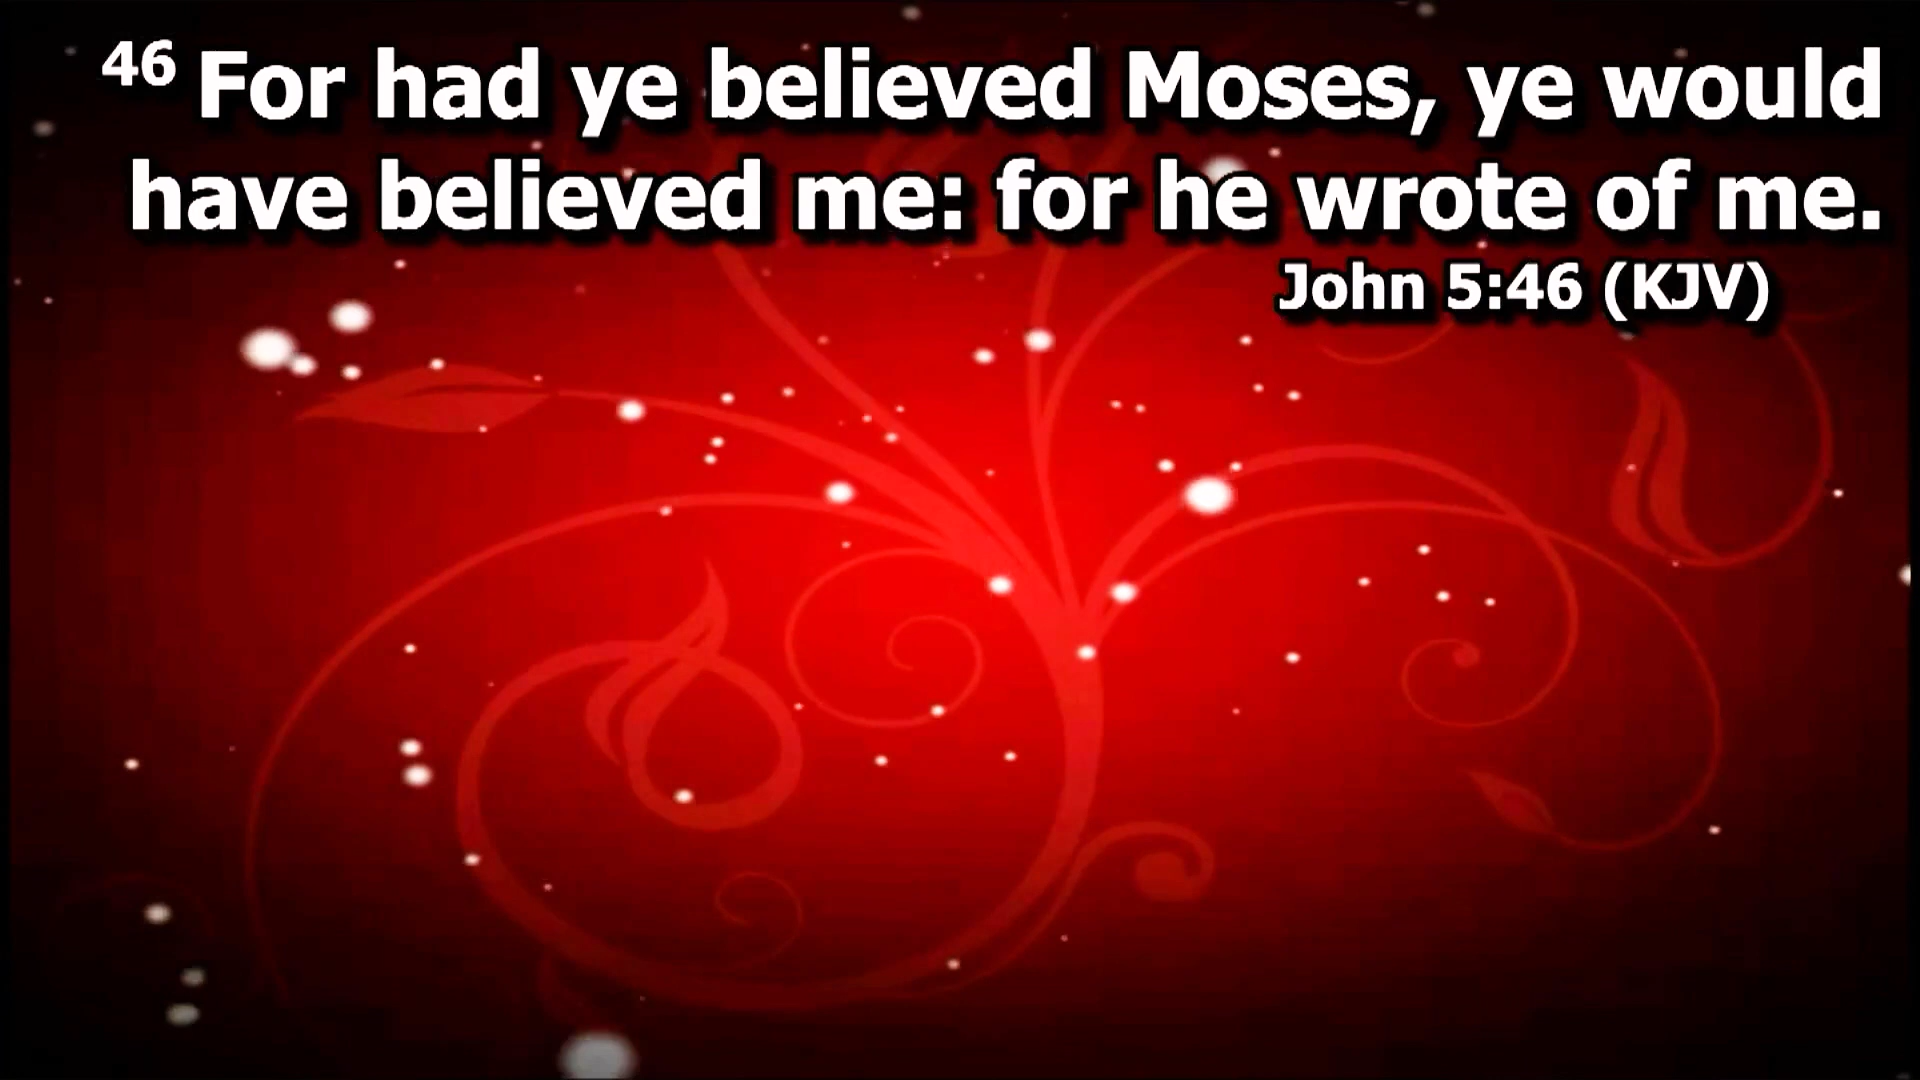 46 For had ye believed Moses, ye would
have believed me: for he wrote of me.
John 5:46 (KJV)